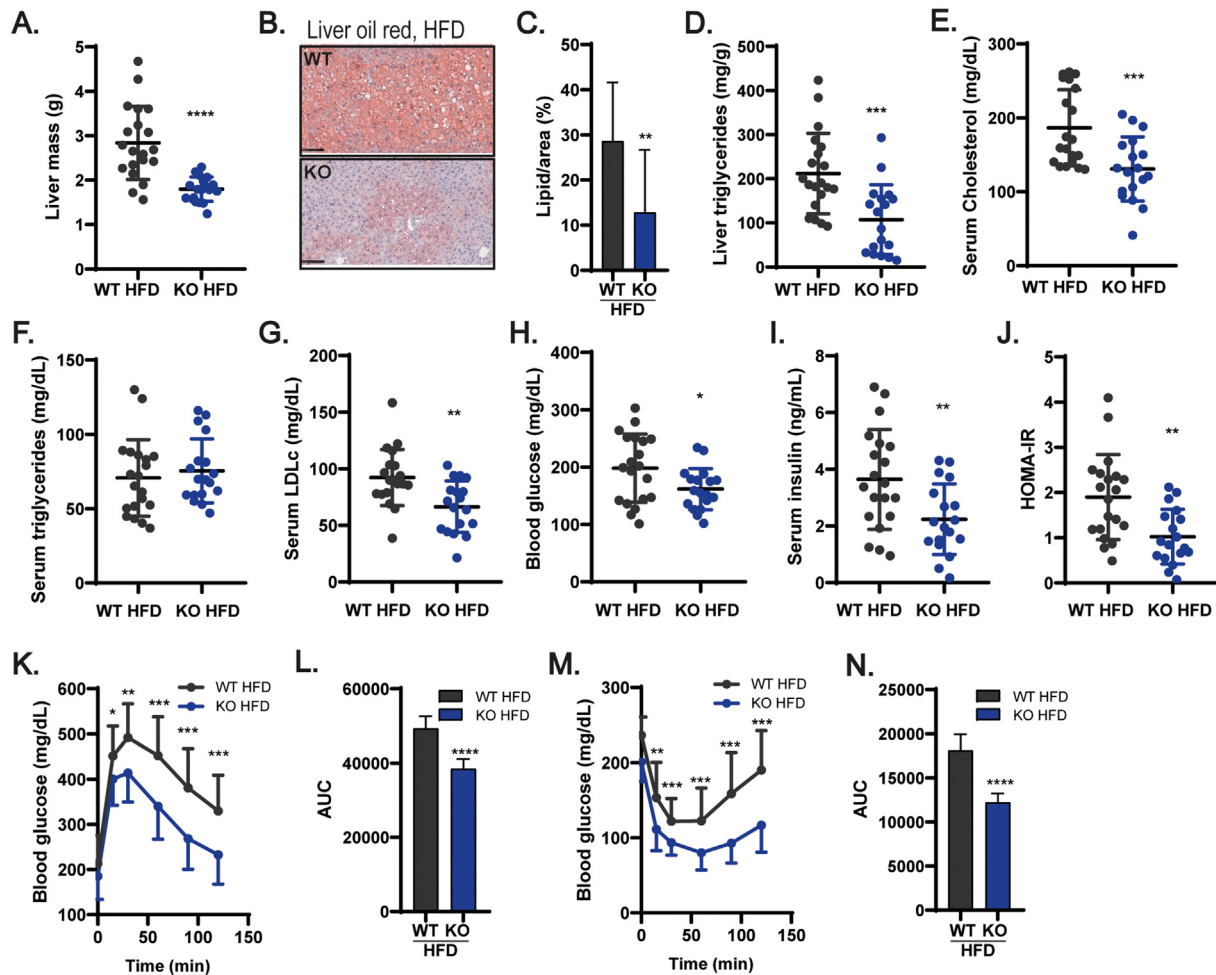 A.
Liver mass (g)
5
4
3
2
1
0
****
WT HFD KO HFD
B.
Liver oil red, HFD
WT
KO
C.
Lipid/area (%)
50
40
30
20
10
0
**
WT KO
HFD
D.
Liver triglycerides (mg/g)
500
400
300
200
100
0
***
WT HFD KO HFD
E.
Serum Cholesterol (mg/dL)
300
200
100
0
***
WT HFD KO HFD
F.
Serum triglycerides (mg/dL)
150
100
50
0
WT HFD KO HFD
G.
Serum LDLc (mg/dL)
200
150
100
50
0
**
WT HFD KO HFD
H.
Blood glucose (mg/dL)
400
300
200
100
0
*
WT HFD KO HFD
I.
Serum insulin (ng/mL)
8
6
4
2
0
**
WT HFD KO HFD
J.
HOMA-IR
5
4
3
2
1
0
**
WT HFD KO HFD
K.
Blood glucose (mg/dL)
600
500
400
300
200
100
WT HFD
KO HFD
* ** *** *** ***
0 50 100 150
Time (min)
L.
AUC
60000
40000
20000
0
WT HFD
KO HFD
****
WT KO
HFD
M.
Blood glucose (mg/dL)
300
200
100
0
WT HFD
KO HFD
** *** *** *** ***
0 50 100 150
Time (min)
N.
AUC
25000
20000
15000
10000
5000
0
WT HFD
KO HFD
****
WT KO
HFD